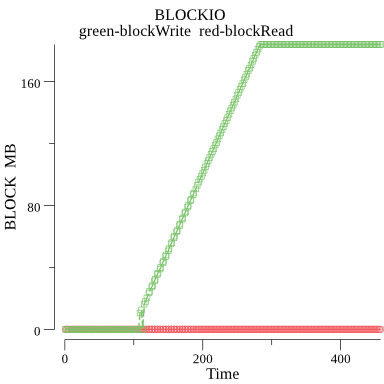 BLOCKIO
green-blockWrite red-blockRead
160
80
0
BLOCK MB
0 200 400
Time